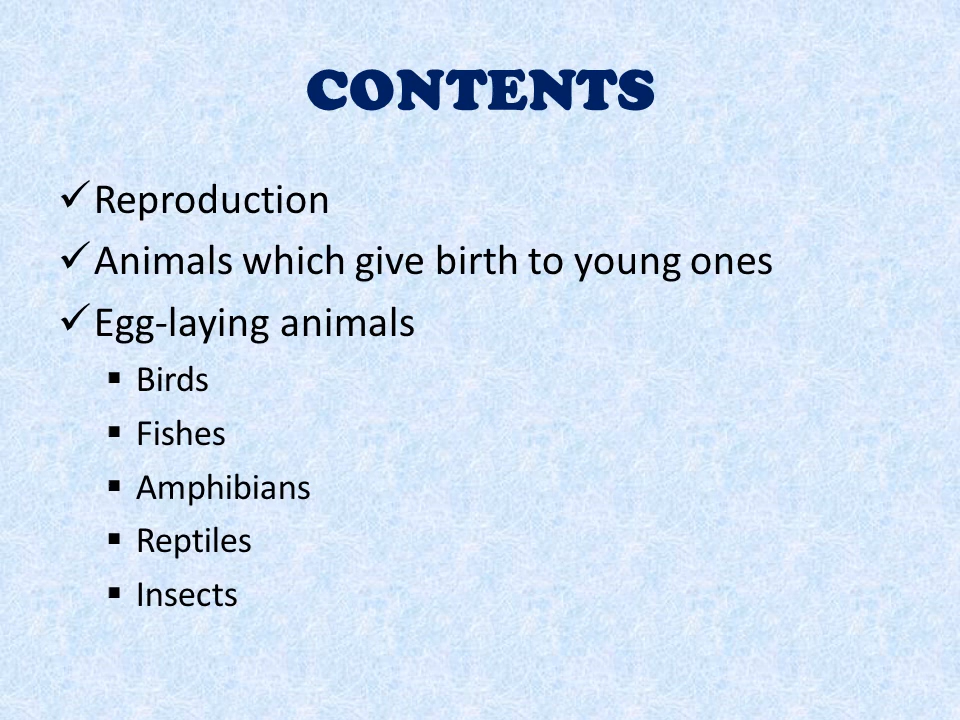 CONTENTS
✓ Reproduction
✓ Animals which give birth to young ones
✓ Egg-laying animals
▪ Birds
▪ Fishes
▪ Amphibians
▪ Reptiles
▪ Insects